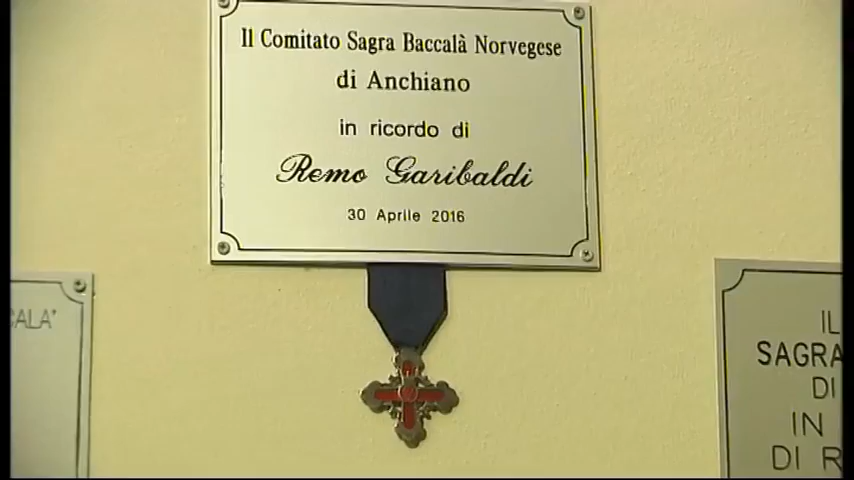 Il Comitato Sagra Baccalà Norvegese
di Anchiano
in ricordo di
Remo Garibaldi
30 Aprile 2016
CALA'
IL
SAGRA
DI
IN
DI R